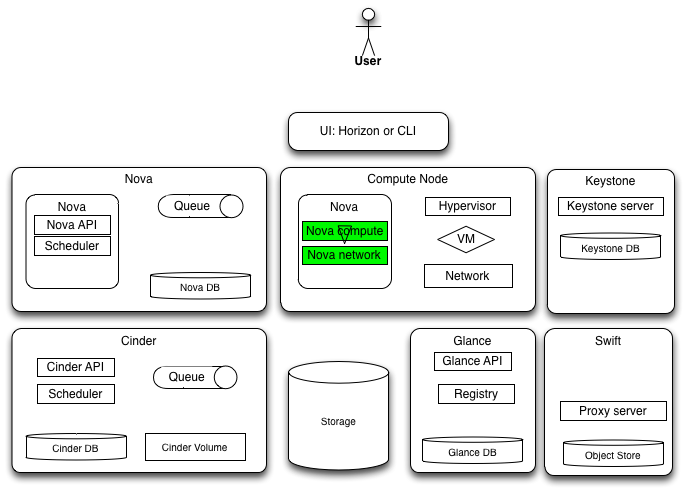 User
UI: Horizon or CLI
Nova
Nova
Nova API
Scheduler
Queue
Nova DB
Compute Node
Nova
Nova compute
Nova network
Hypervisor
VM
Network
Keystone
Keystone server
Keystone DB
Cinder
Cinder API
Scheduler
Queue
Cinder DB
Cinder Volume
Storage
Glance
Glance API
Registry
Glance DB
Swift
Proxy server
Object Store